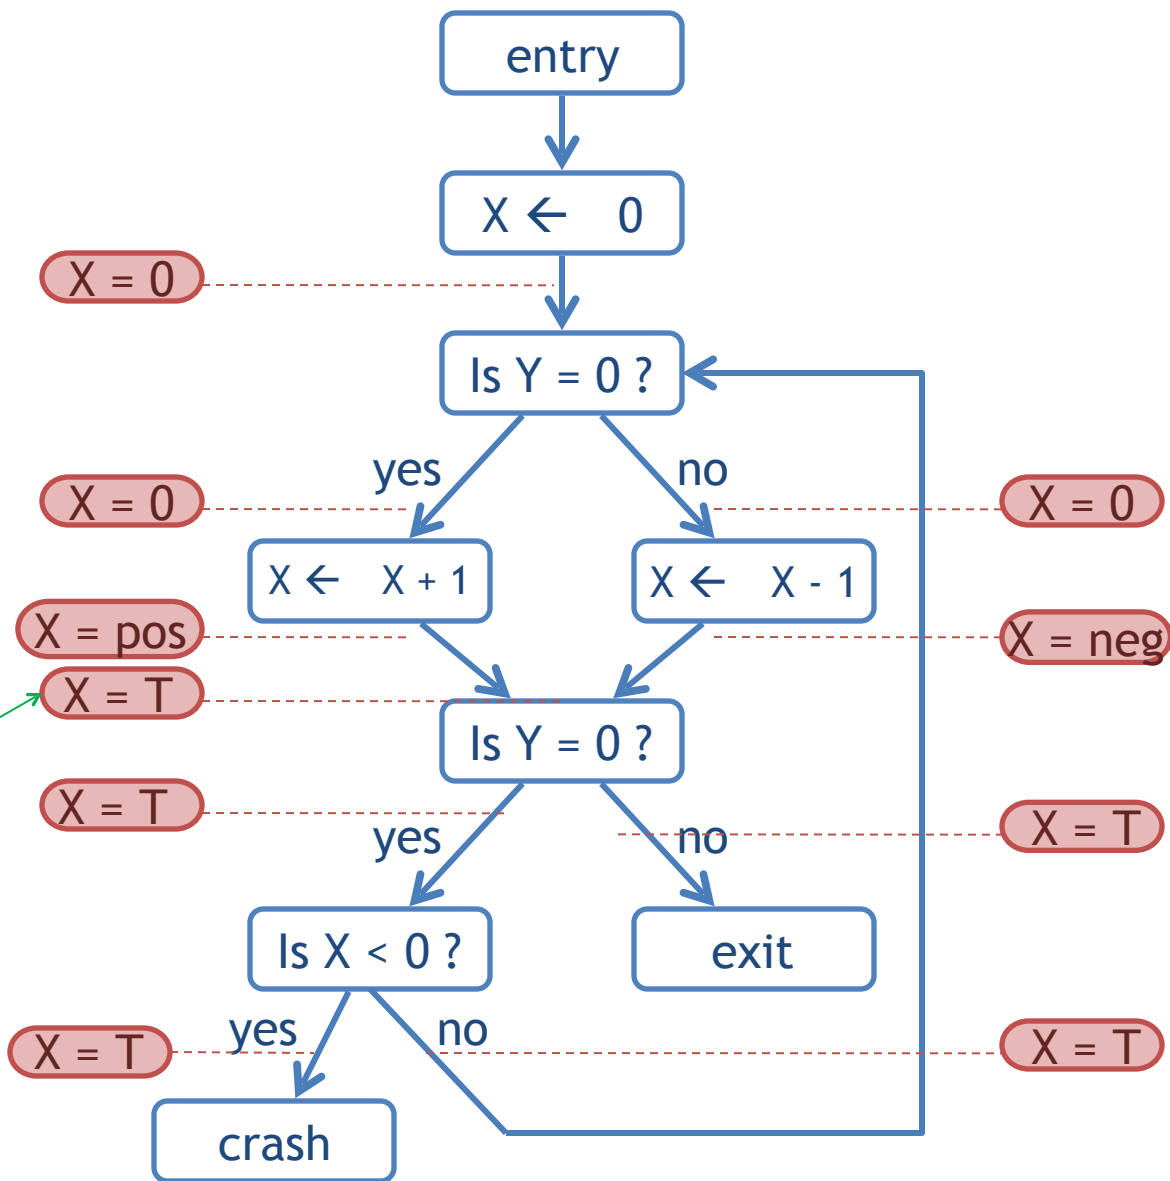 entry
X ← 0
X = 0
Is Y = 0 ?
yes
no
X = 0
X = 0
X ← X + 1
X ← X - 1
X = pos
X = neg
X = T
Is Y = 0 ?
X = T
yes
no
X = T
Is X < 0 ?
exit
X = T
yes
no
X = T
crash